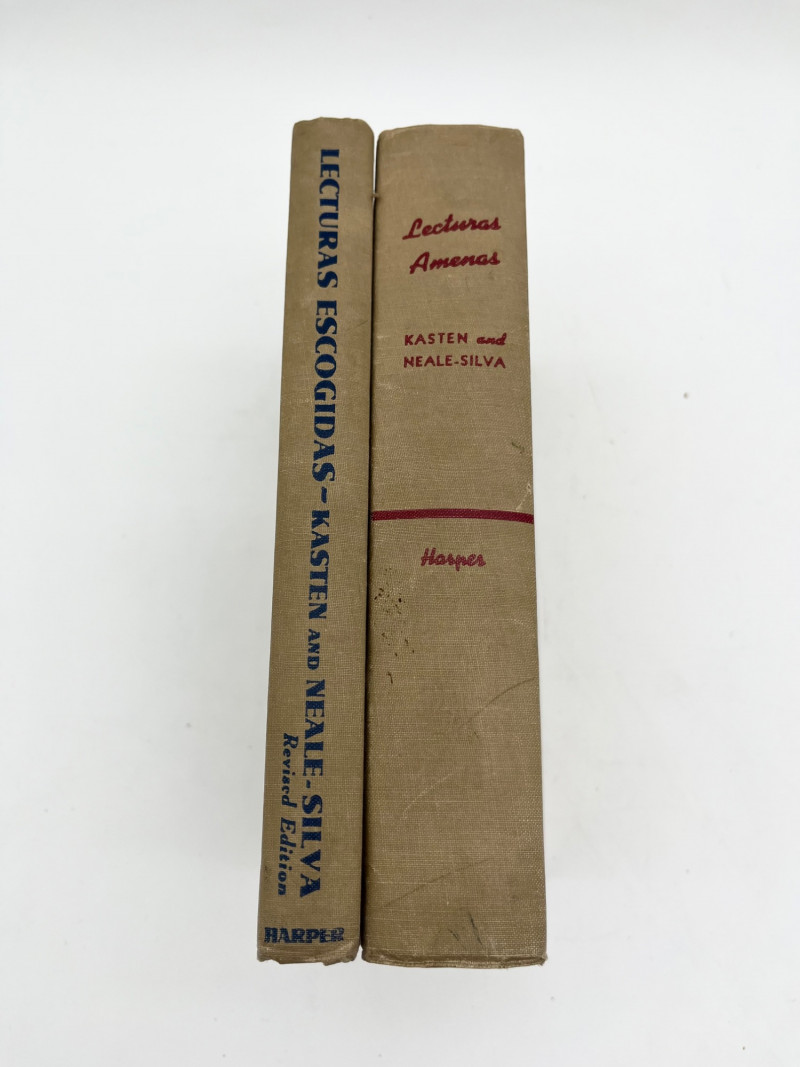 LECTURAS ESCOGIDAS – KASTEN AND NEALE-SILVA
Revised Edition
HARPER
Lecturas
Amenas
KASTEN and
NEALE-SILVA
Harper